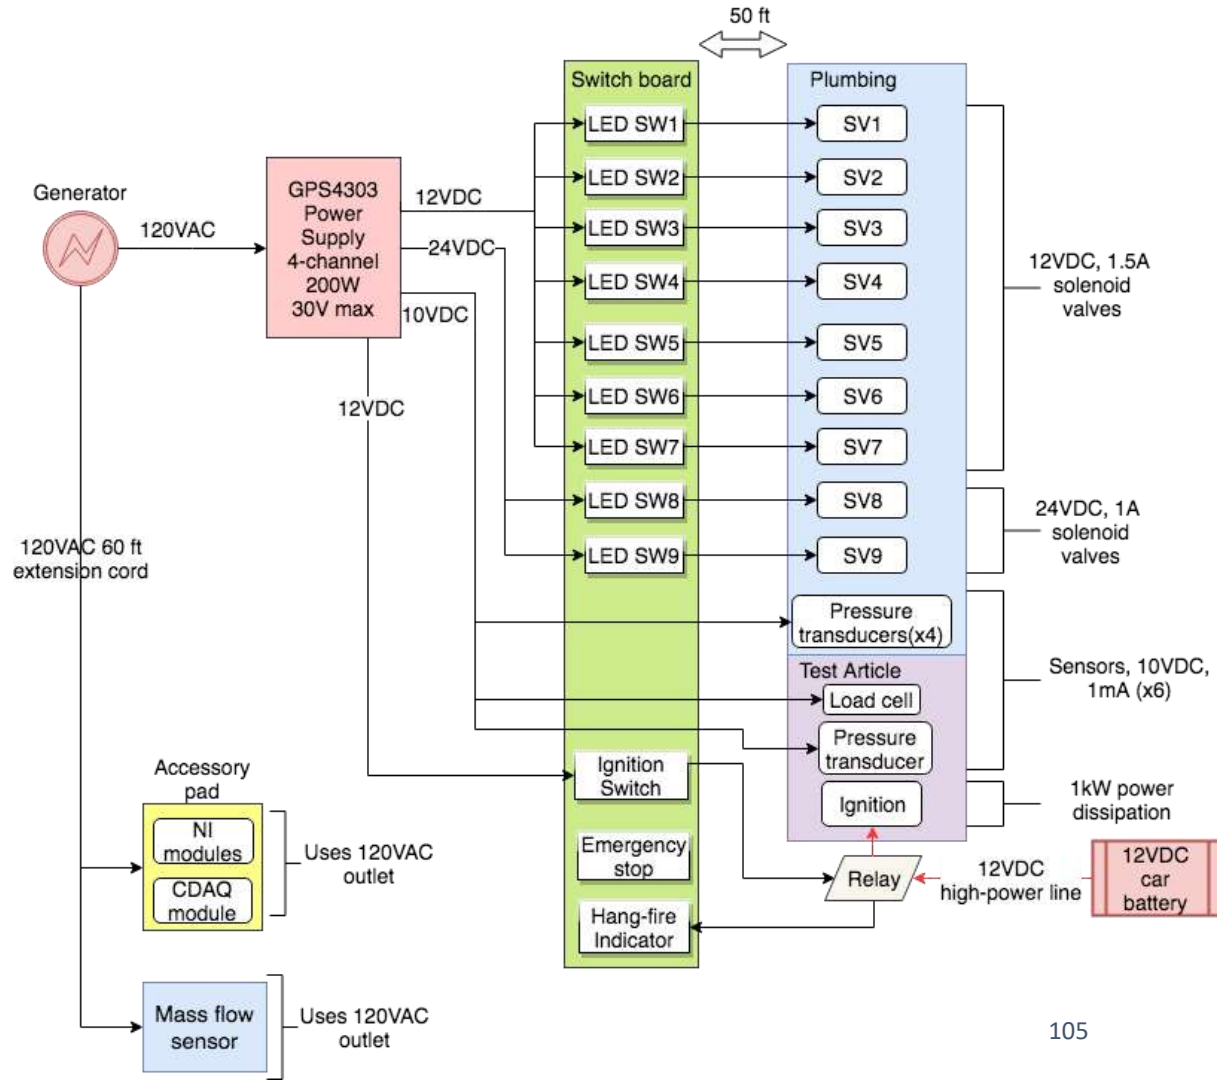 50 ft
Switch board
Plumbing
LED SW1
SV1
LED SW2
SV2
LED SW3
SV3
LED SW4
SV4
LED SW5
SV5
LED SW6
SV6
LED SW7
SV7
LED SW8
SV8
LED SW9
SV9
12VDC, 1.5A
solenoid
valves
24VDC, 1A
solenoid
valves
Generator
120VAC
GPS4303
Power
Supply
4-channel
200W
30V max
12VDC
24VDC
10VDC
12VDC
120VAC 60 ft
extension cord
Pressure
transducers(x4)
Test Article
Load cell
Pressure
transducer
Ignition
Sensors, 10VDC,
1mA (x6)
1kW power
dissipation
Ignition
Switch
Emergency
stop
Hang-fire
Indicator
Relay
12VDC
high-power line
12VDC
car
battery
Accessory
pad
NI
modules
CDAQ
module
Uses 120VAC
outlet
Mass flow
sensor
Uses 120VAC
outlet
105